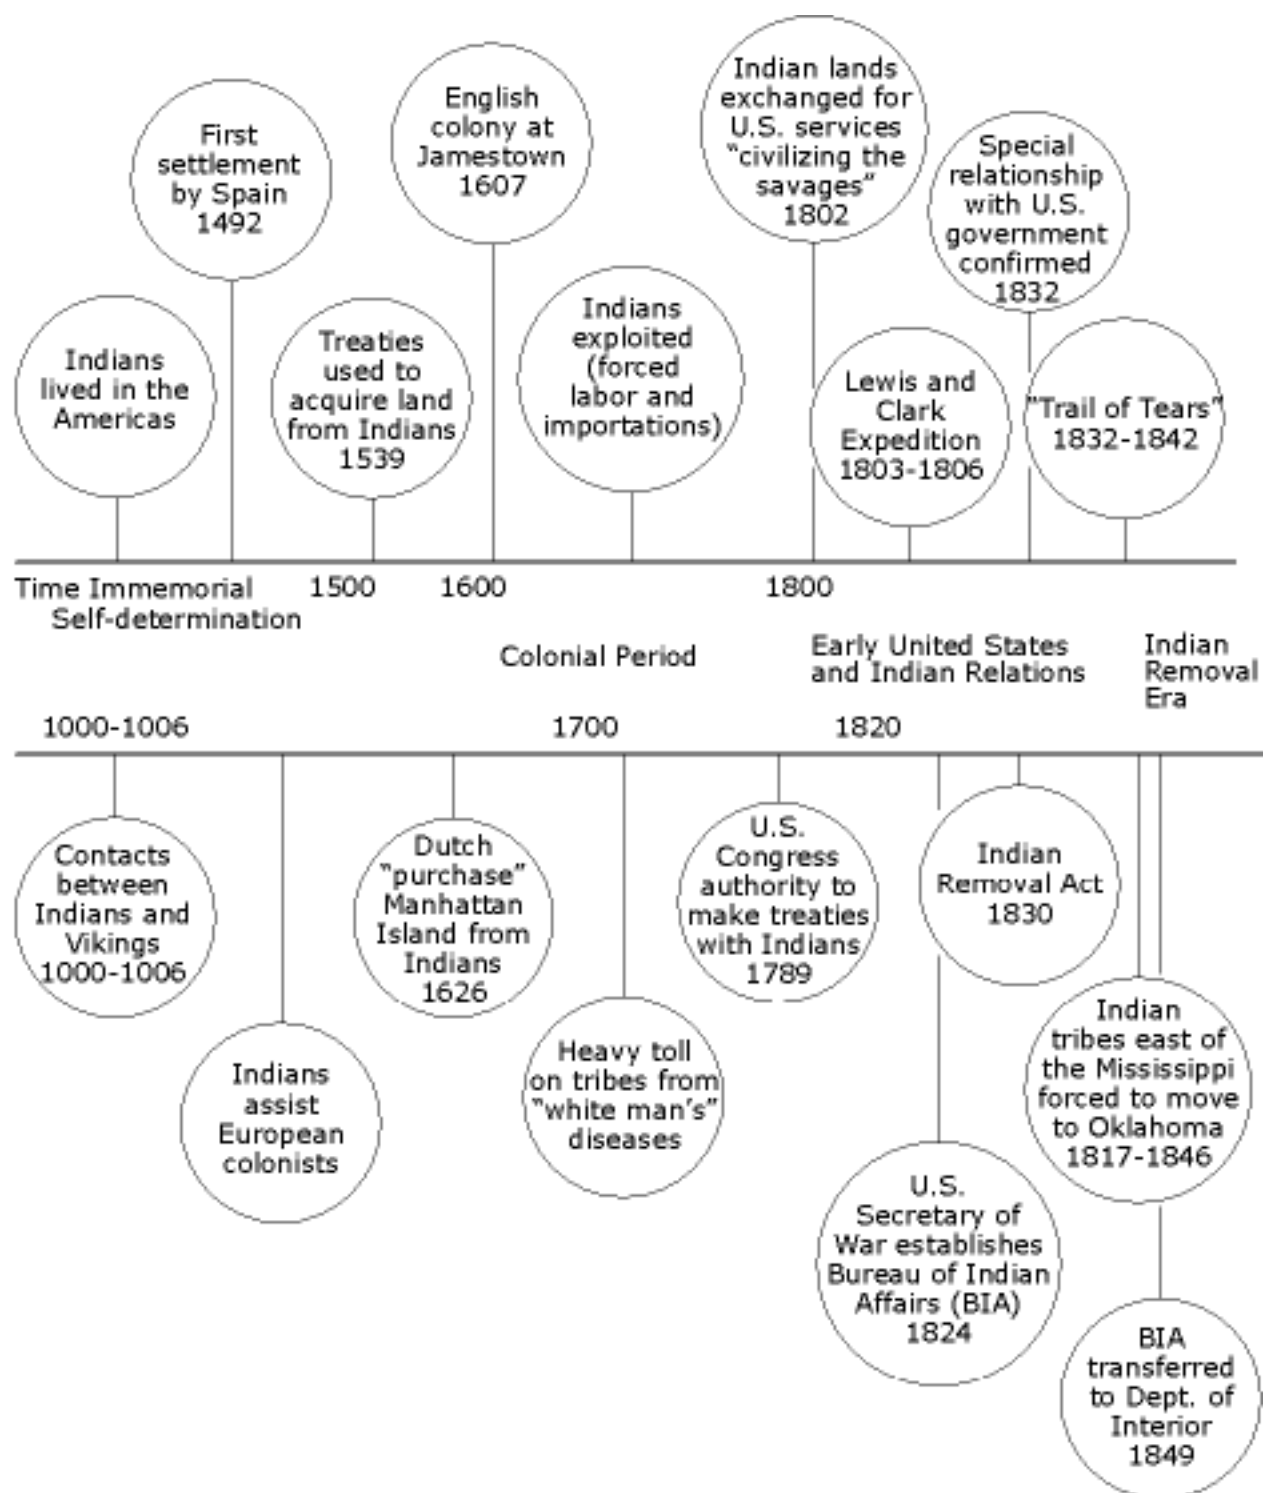 Indians
lived in the
Americas
First
settlement
by Spain
1492
Treaties
used to
acquire land
from Indians
1539
English
colony at
Jamestown
1607
Indians
exploited
(forced
labor and
importations)
Indian lands
exchanged for
U.S. services
“civilizing the
savages”
1802
Lewis and
Clark
Expedition
1803-1806
Special
relationship
with U.S.
government
confirmed
1832
“Trail of Tears”
1832-1842
Time Immemorial
Self-determination
1500
1600
1800
Colonial Period
Early United States
and Indian Relations
Indian
Removal
Era
1000-1006
1700
1820
Contacts
between
Indians and
Vikings
1000-1006
Indians
assist
European
colonists
Dutch
“purchase”
Manhattan
Island from
Indians
1626
Heavy toll
on tribes from
“white man’s”
diseases
U.S.
Congress
authority to
make treaties
with Indians
1789
U.S.
Secretary of
War establishes
Bureau of Indian
Affairs (BIA)
1824
Indian
Removal Act
1830
Indian
tribes east of
the Mississippi
forced to move
to Oklahoma
1817-1846
BIA
transferred
to Dept. of
Interior
1849